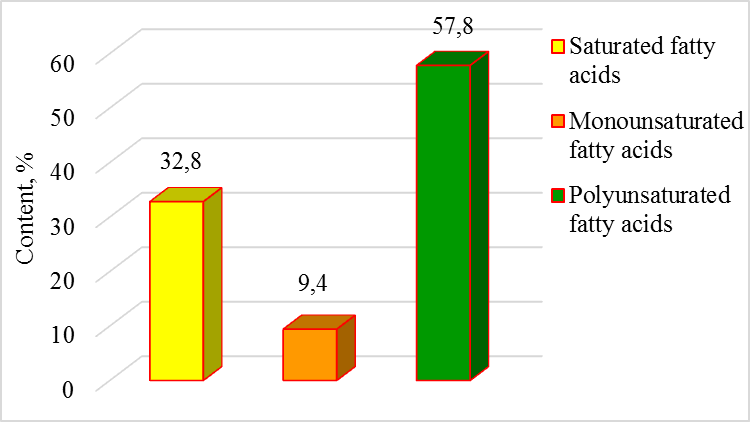 57,8
32,8
9,4
Content, %
60
50
40
30
20
10
0
Saturated fatty
acids
Monounsaturated
fatty acids
Polyunsaturated
fatty acids